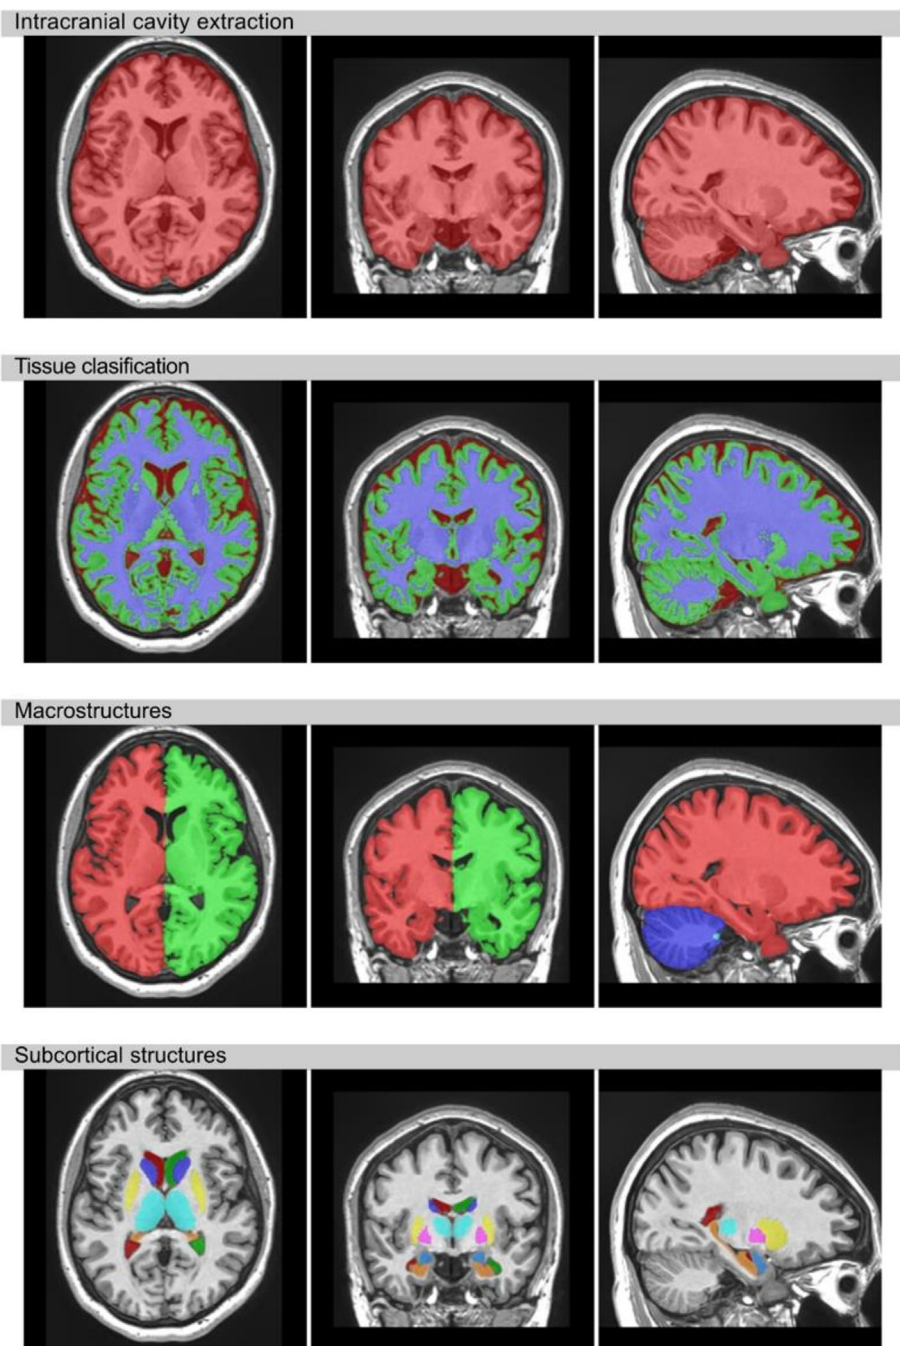 Intracranial cavity extraction
Tissue clasification
Macrostructures
Subcortical structures